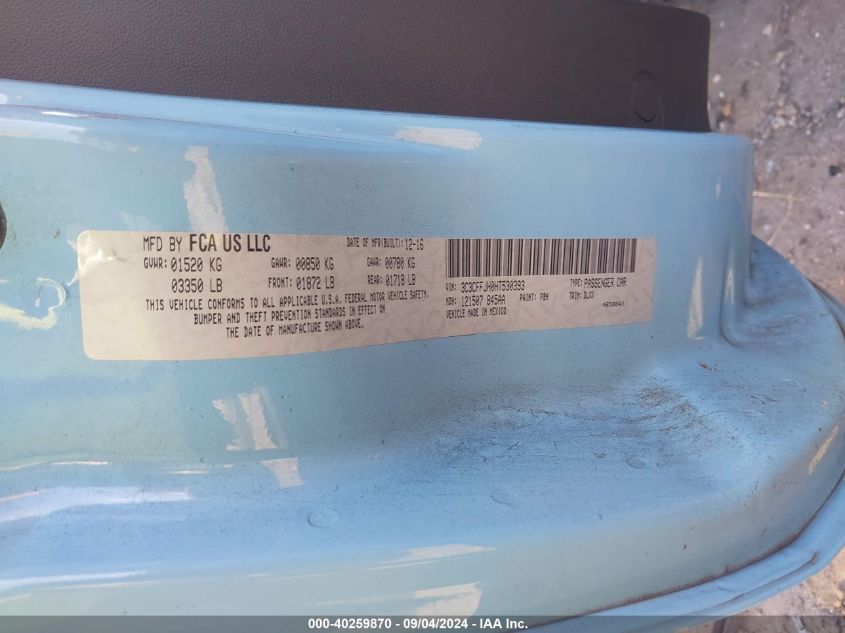 MFD BY FCA US LLC DATE OF MFR(BUILT): 12-16
GVWR: 01520 KG GAWR: 00850 KG GAWR: 00780 KG
03350 LB FRONT: 01872 LB REAR: 01718 LB
THIS VEHICLE CONFORMS TO ALL APPLICABLE U.S.A. FEDERAL MOTOR VEHICLE SAFETY,
BUMPER AND THEFT PREVENTION STANDARDS IN EFFECT ON
THE DATE OF MANUFACTURE SHOWN ABOVE.
VIN: 3C3CFFJH0HT530393 TYPE: PASSENGER CAR
MDH: 121507 845AA PAINT: PBH TRIM: DLXX
VEHICLE MADE IN MEXICO 4650843
000-40259870 - 09/04/2024 - IAA Inc.